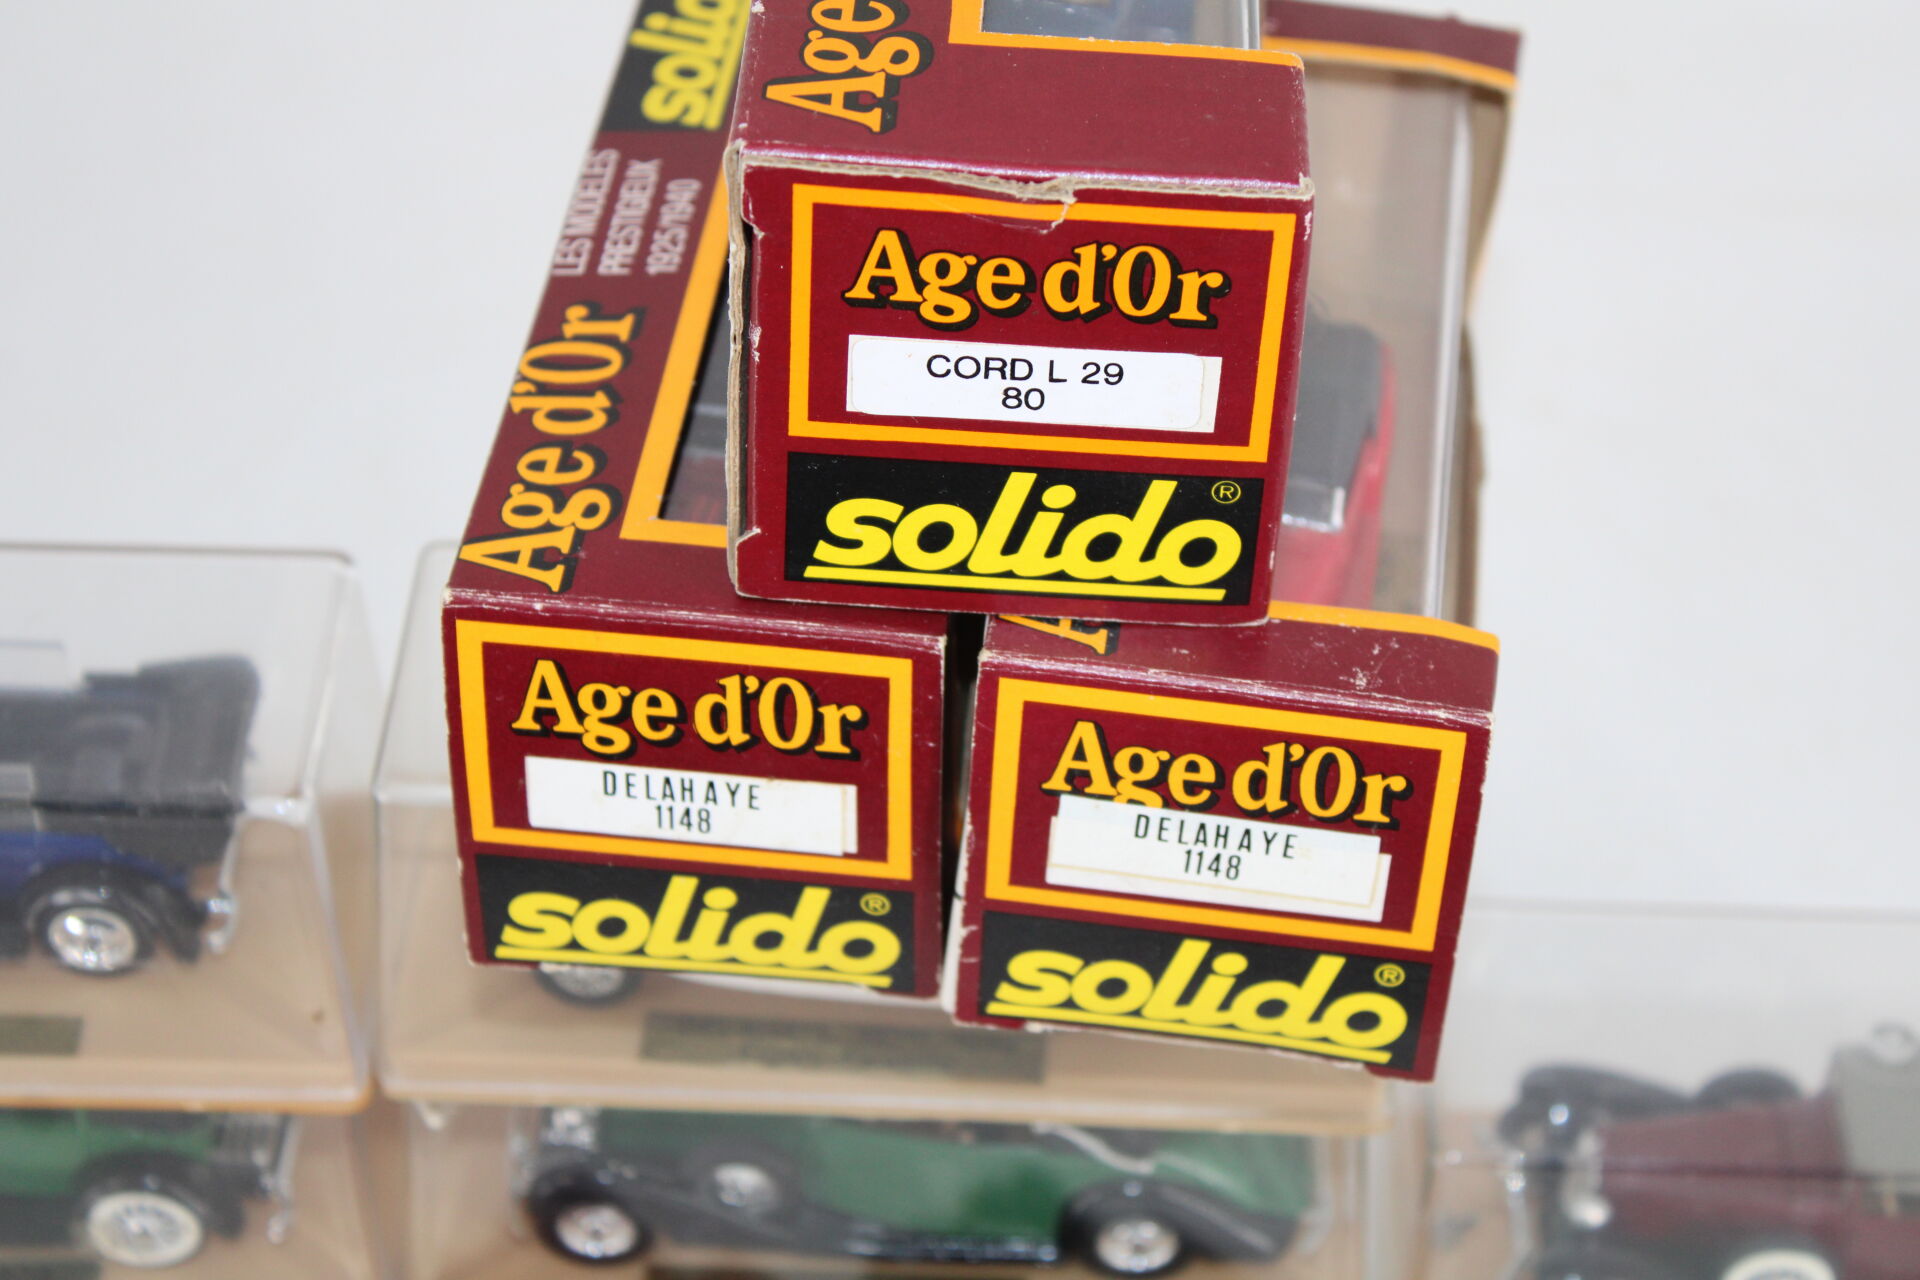 solido
Age
LES MODELES
PRESTIGIEUX
1925/1940
Age d'Or
Age d'Or
CORD L 29
80
solido®
Age d'Or
DELAHAYE
1148
solido®
Age d'Or
DELAHAYE
1148
solido®